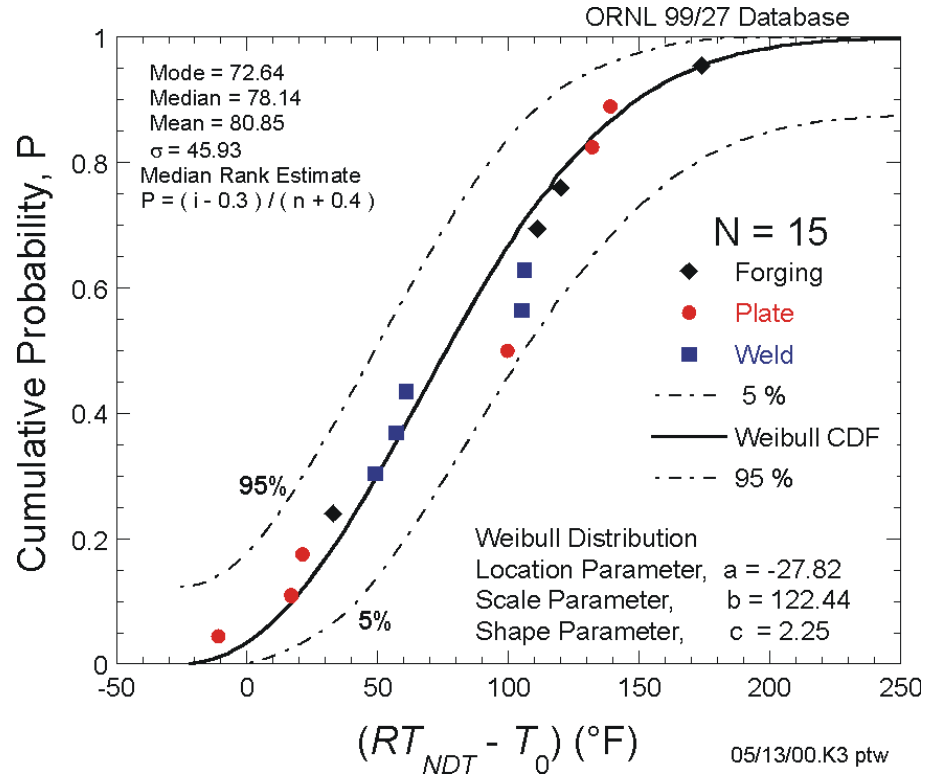 ORNL 99/27 Database
Mode = 72.64
Median = 78.14
Mean = 80.85
σ = 45.93
Median Rank Estimate
P = ( i - 0.3 ) / ( n + 0.4 )
N = 15
Forging
Plate
Weld
5 %
Weibull CDF
95 %
95%
5%
Weibull Distribution
Location Parameter, a = -27.82
Scale Parameter, b = 122.44
Shape Parameter, c = 2.25
Cumulative Probability, P
1
0.8
0.6
0.4
0.2
0
-50 0 50 100 150 200 250
(RT_NDT - T_0) (°F)
05/13/00.K3 ptw